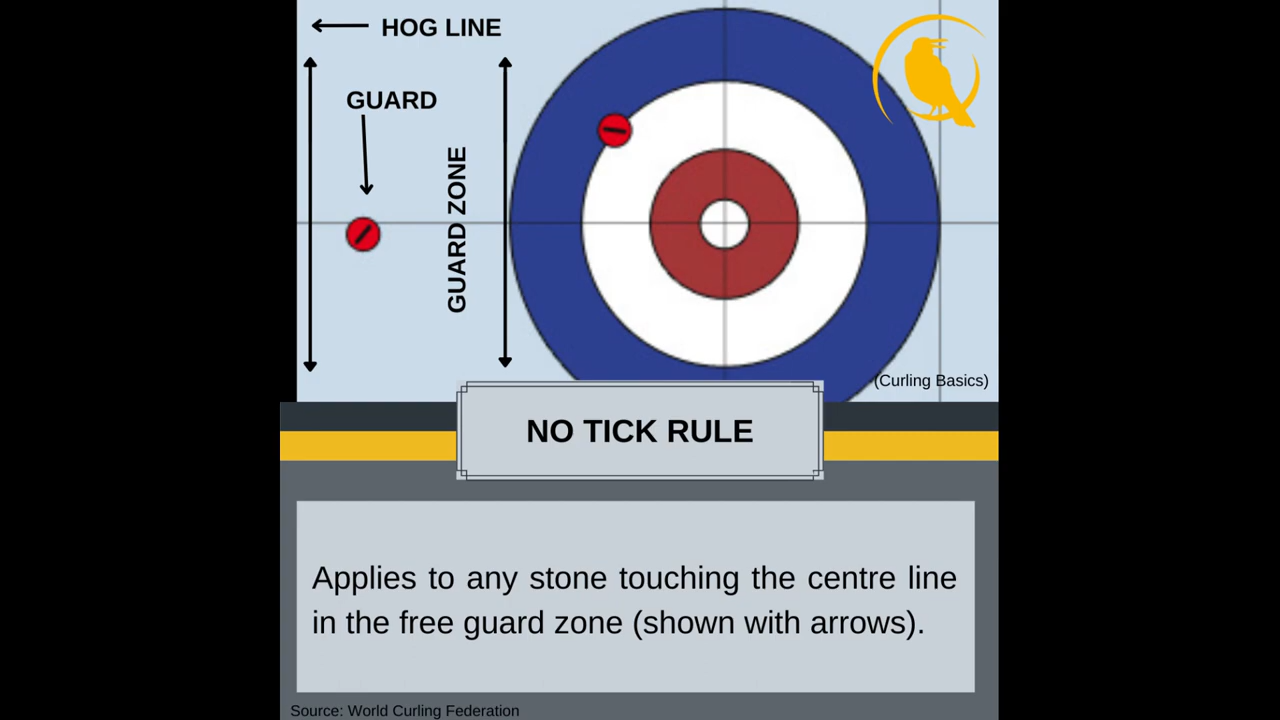 HOG LINE
GUARD
GUARD ZONE
(Curling Basics)
NO TICK RULE
Applies to any stone touching the centre line
in the free guard zone (shown with arrows).
Source: World Curling Federation